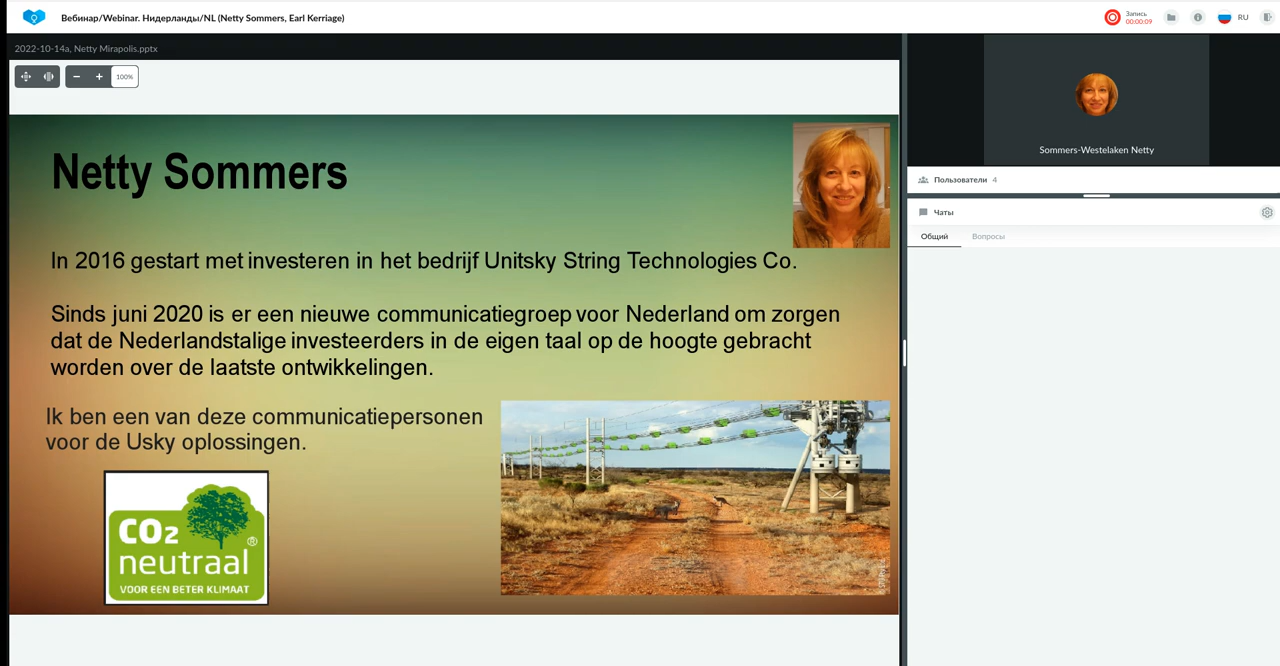 Вебинар/Webinar. Нидерланды/NL (Netty Sommers, Earl Kerriage)
Запись
00:00:09
RU
2022-10-14a, Netty Mirapolis.pptx
100%
Netty Sommers
In 2016 gestart met investeren in het bedrijf Unitsky String Technologies Co.
Sinds juni 2020 is er een nieuwe communicatiegroep voor Nederland om zorgen
dat de Nederlandstalige investeerders in de eigen taal op de hoogte gebracht
worden over de laatste ontwikkelingen.
Ik ben een van deze communicatiepersonen
voor de Usky oplossingen.
CO2
neutraal®
VOOR EEN BETER KLIMAAT
Sommers-Westelaken Netty
Пользователи 4
Чаты
Общий
Вопросы